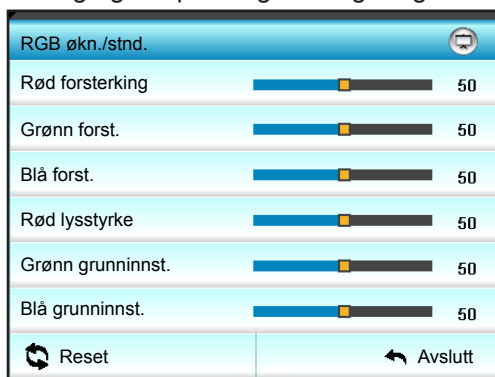 RGB økn./stnd.
Rød forsterking 50
Grønn forst. 50
Blå forst. 50
Rød lysstyrke 50
Grønn grunninnst. 50
Blå grunninnst. 50
Reset Avslutt